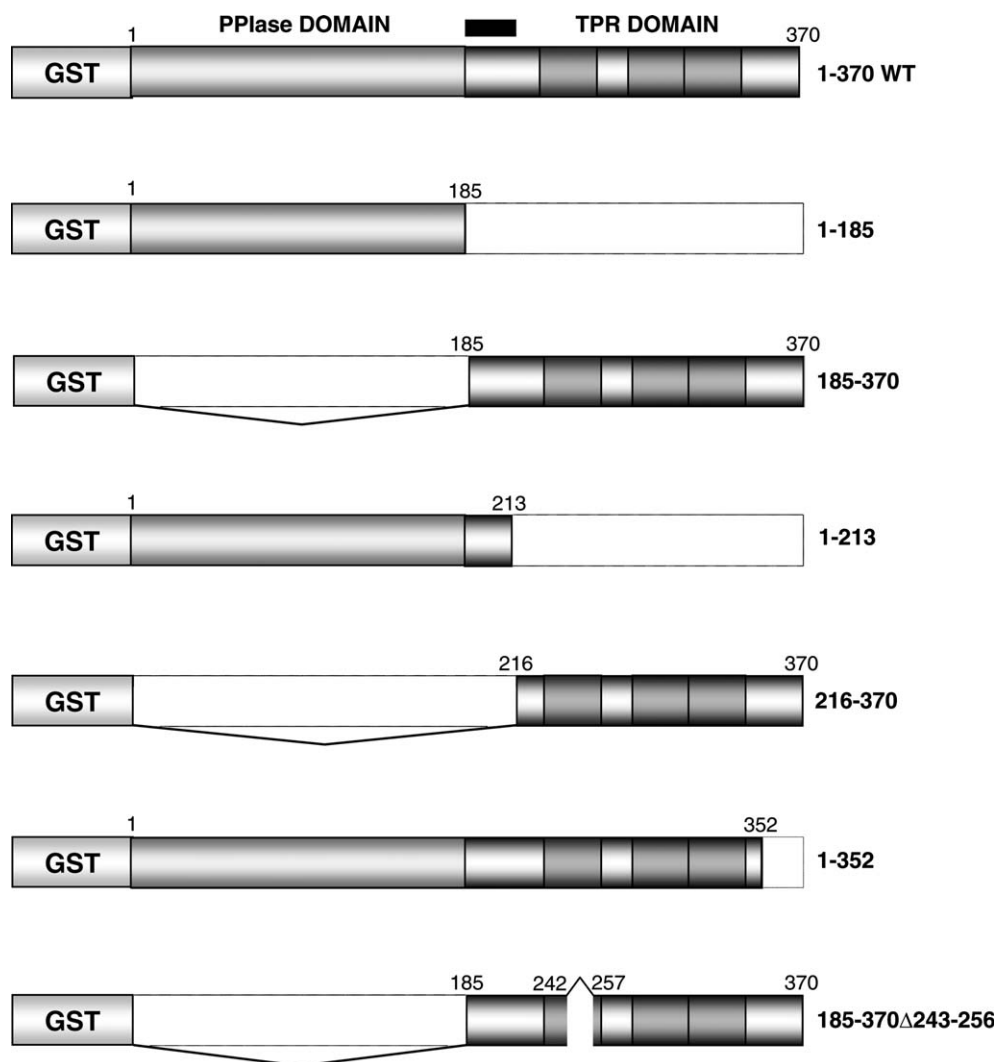 PPIase DOMAIN TPR DOMAIN
1 370
GST 1-370 WT
1 185
GST 1-185
185 370
GST 185-370
1 213
GST 1-213
216 370
GST 216-370
1 352
GST 1-352
185 242 257 370
GST 185-370Δ243-256